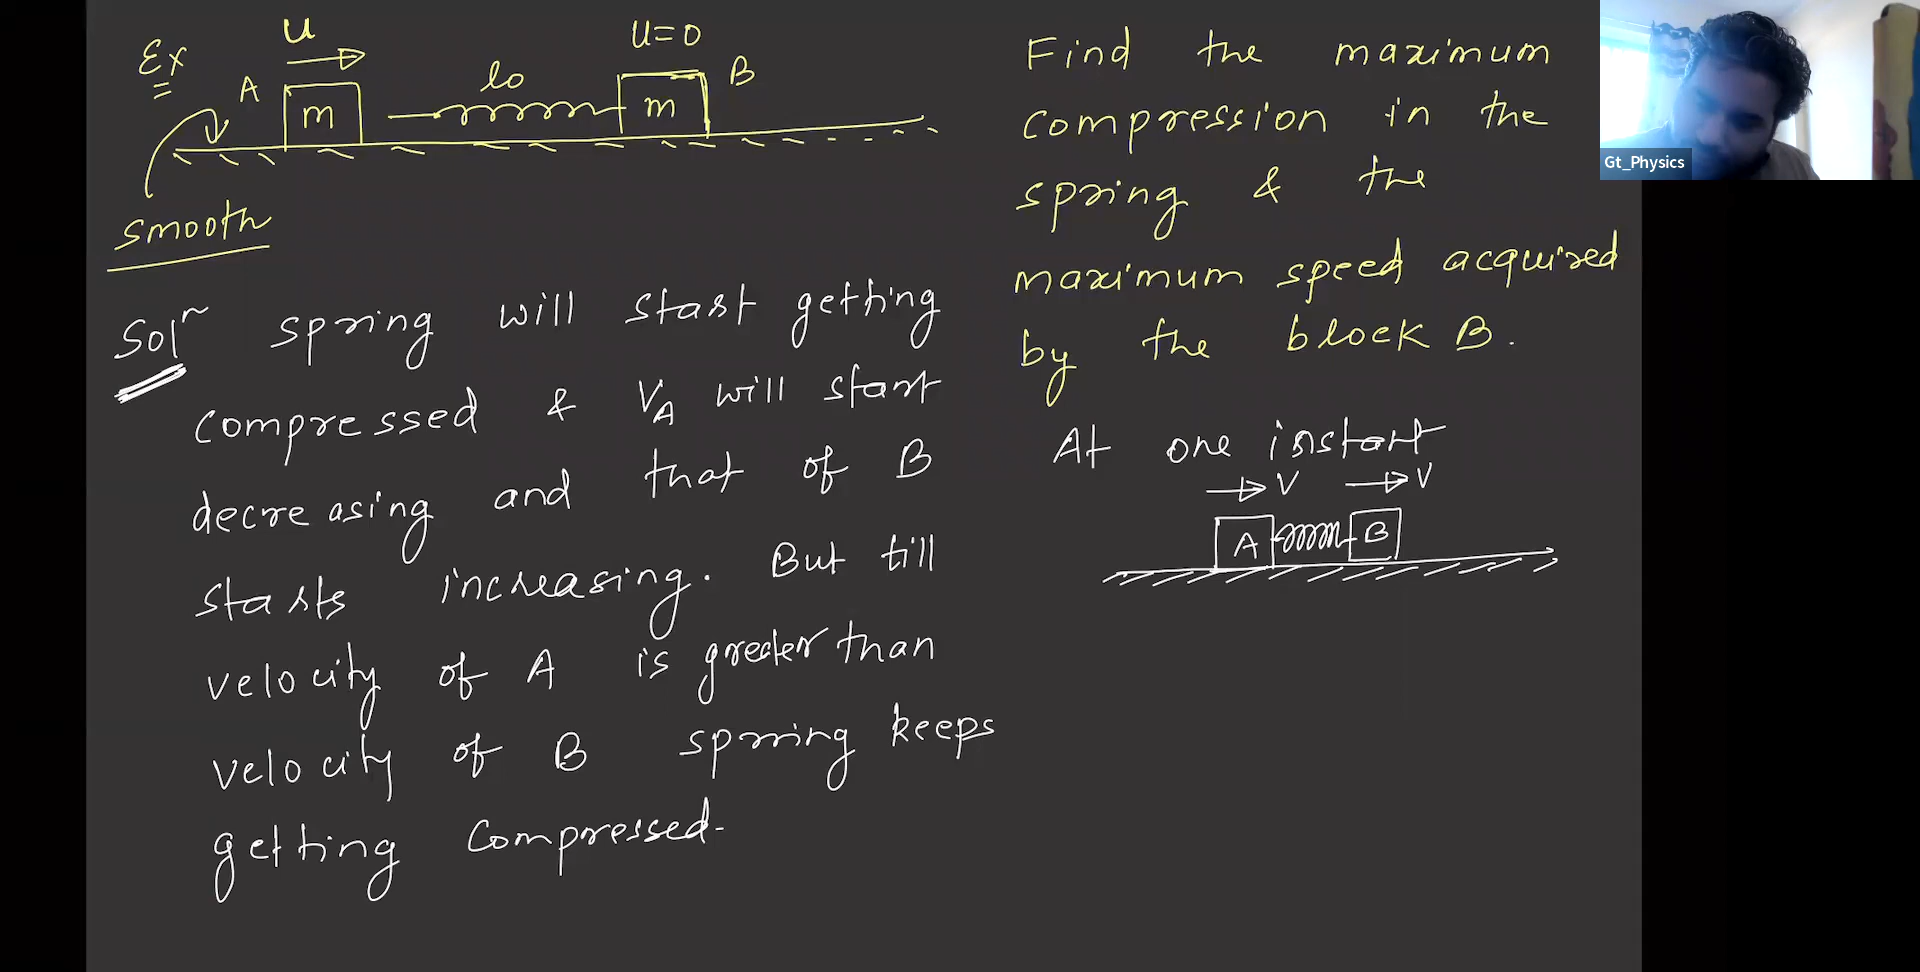 Ex
A
u
m
lo
u=0
m
B
smooth
Find the maximum
compression in the
spring & the
maximum speed acquired
by the block B.
Gt_Physics
Solⁿ spring will start getting
compressed & VA will start
decreasing and that of B
starts increasing. But till
velocity of A is greater than
velocity of B spring keeps
getting compressed.
At one instant
V V
A B